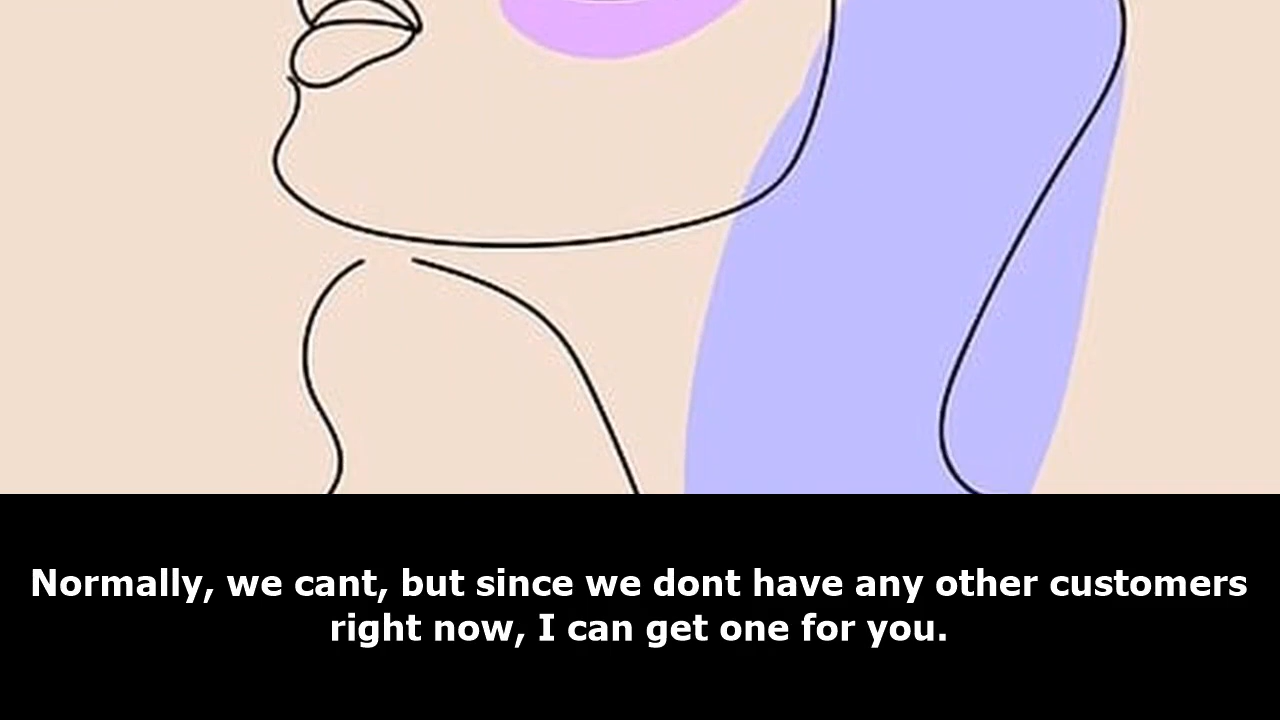 Normally, we cant, but since we dont have any other customers
right now, I can get one for you.